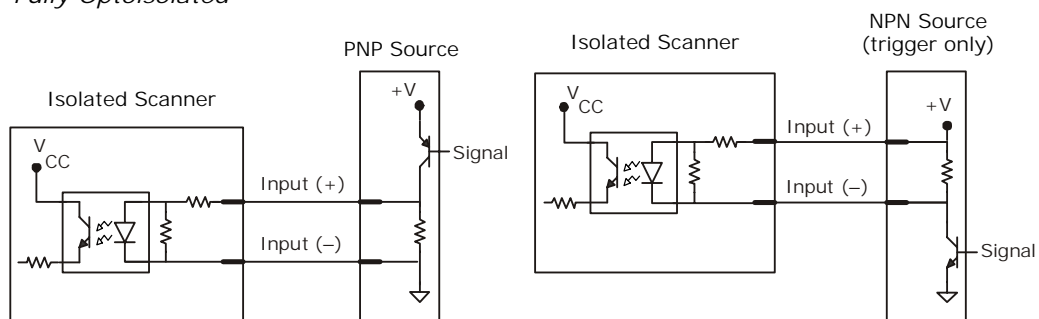 Fully Optoisolated
Isolated Scanner
PNP Source
V CC
+V
Signal
Input (+)
Input (–)
Isolated Scanner
NPN Source
(trigger only)
V CC
+V
Input (+)
Input (–)
Signal